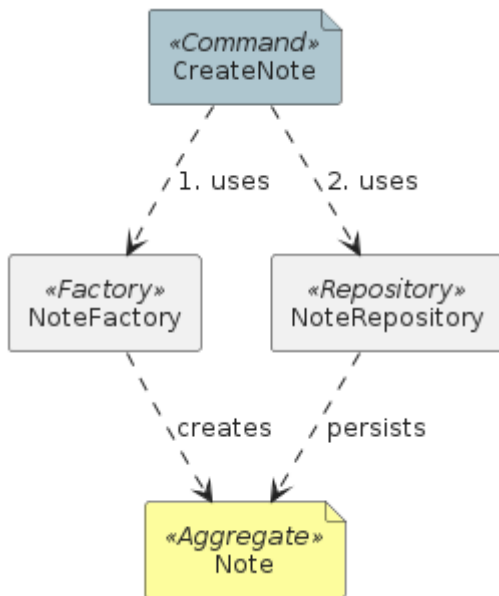 «Command»
CreateNote
1. uses
2. uses
«Factory»
NoteFactory
«Repository»
NoteRepository
creates
persists
«Aggregate»
Note